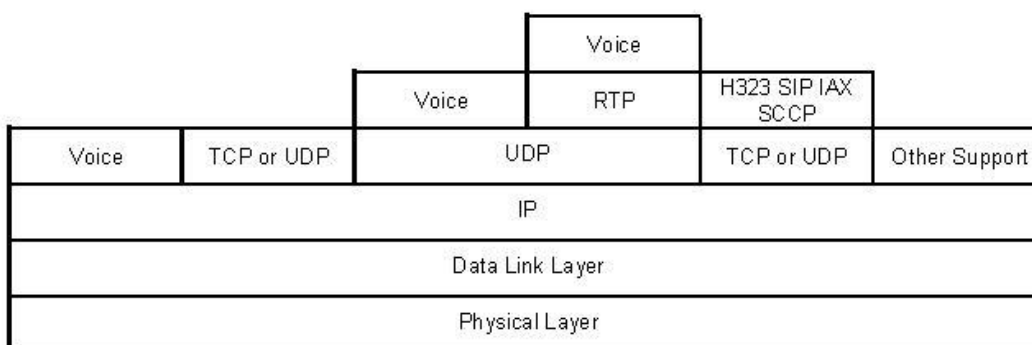 Voice
Voice RTP H323 SIP IAX
SCCP
Voice TCP or UDP UDP TCP or UDP Other Support
IP
Data Link Layer
Physical Layer